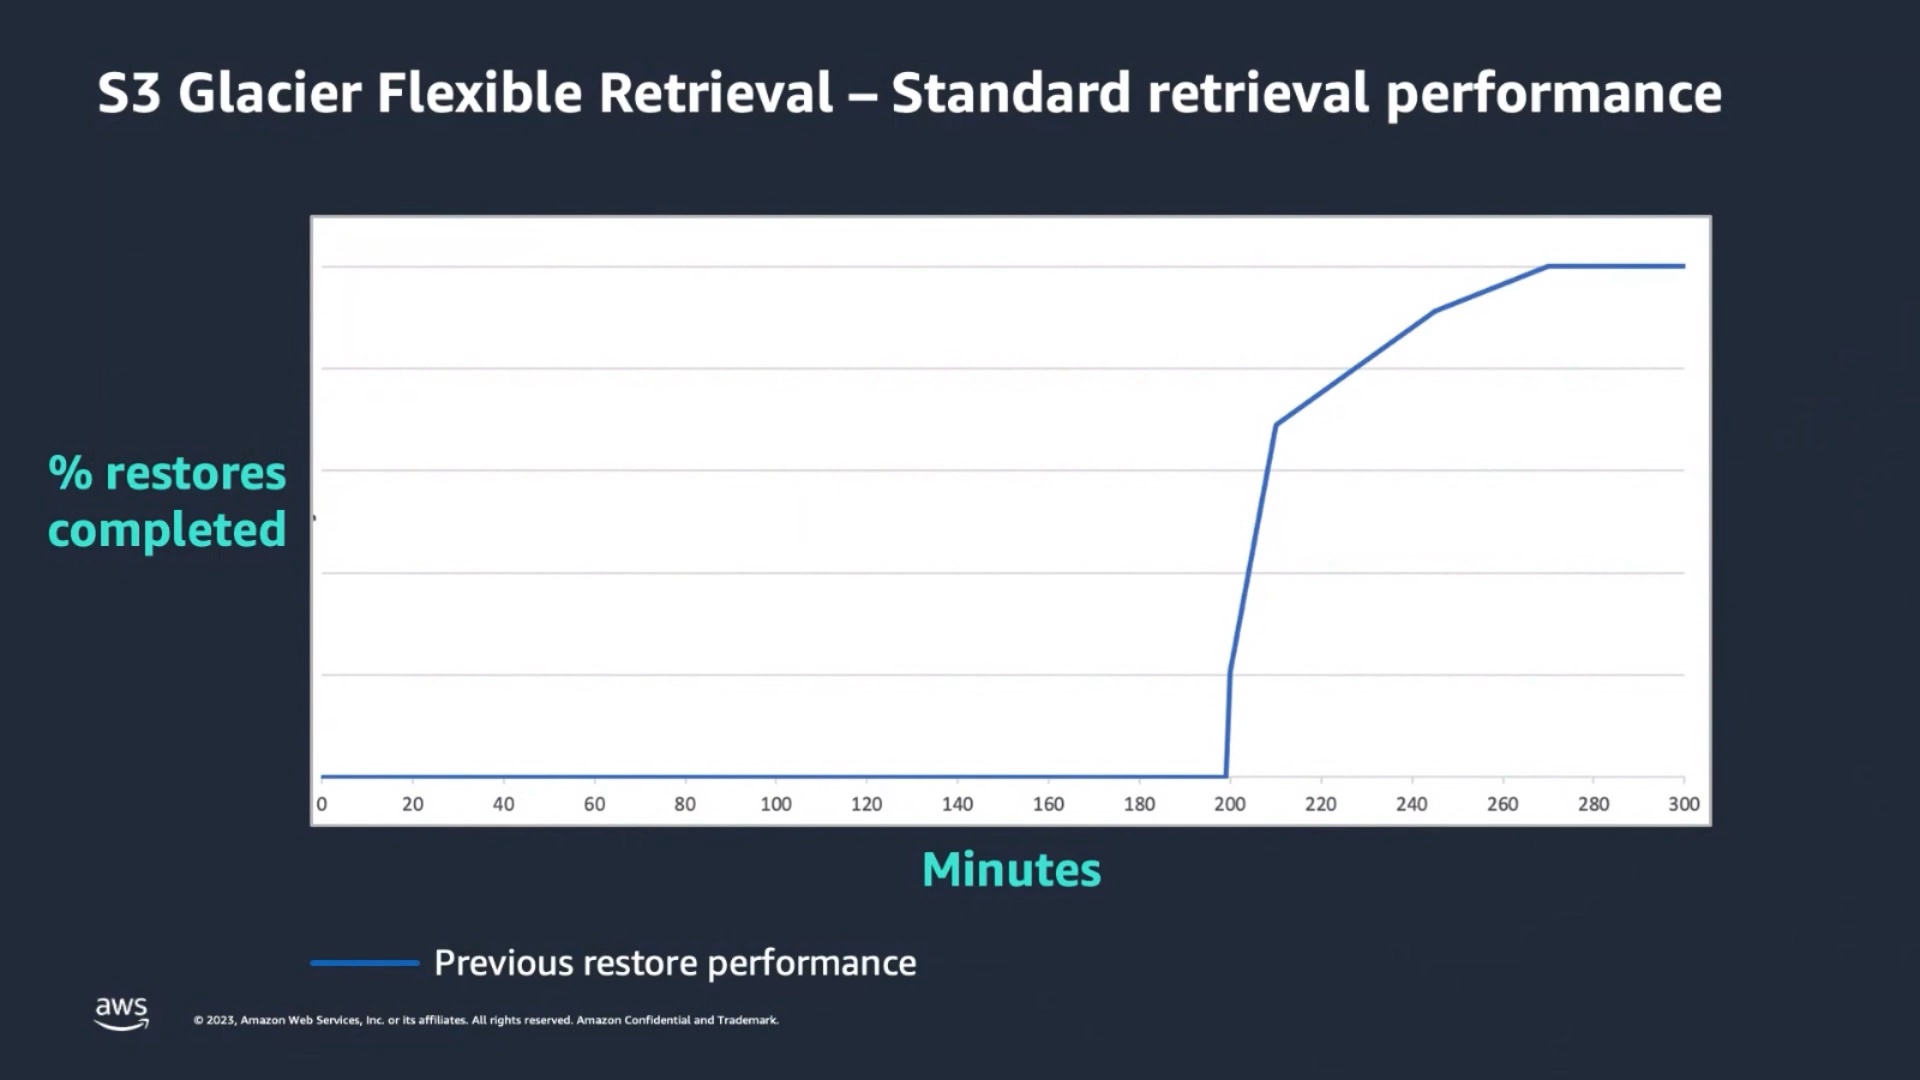 S3 Glacier Flexible Retrieval – Standard retrieval performance
% restores
completed
0 20 40 60 80 100 120 140 160 180 200 220 240 260 280 300
Minutes
Previous restore performance
aws
© 2023, Amazon Web Services, Inc. or its affiliates. All rights reserved. Amazon Confidential and Trademark.